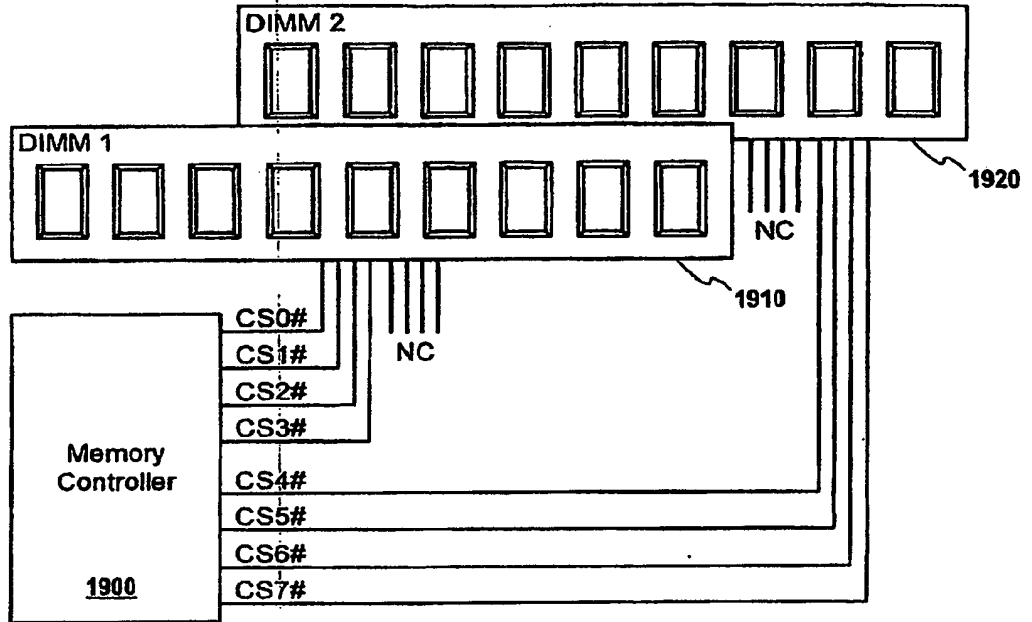 DIMM 2
DIMM 1
1920
NC
1910
CS0#
NC
CS1#
CS2#
CS3#
Memory
Controller
CS4#
CS5#
CS6#
1900
CS7#